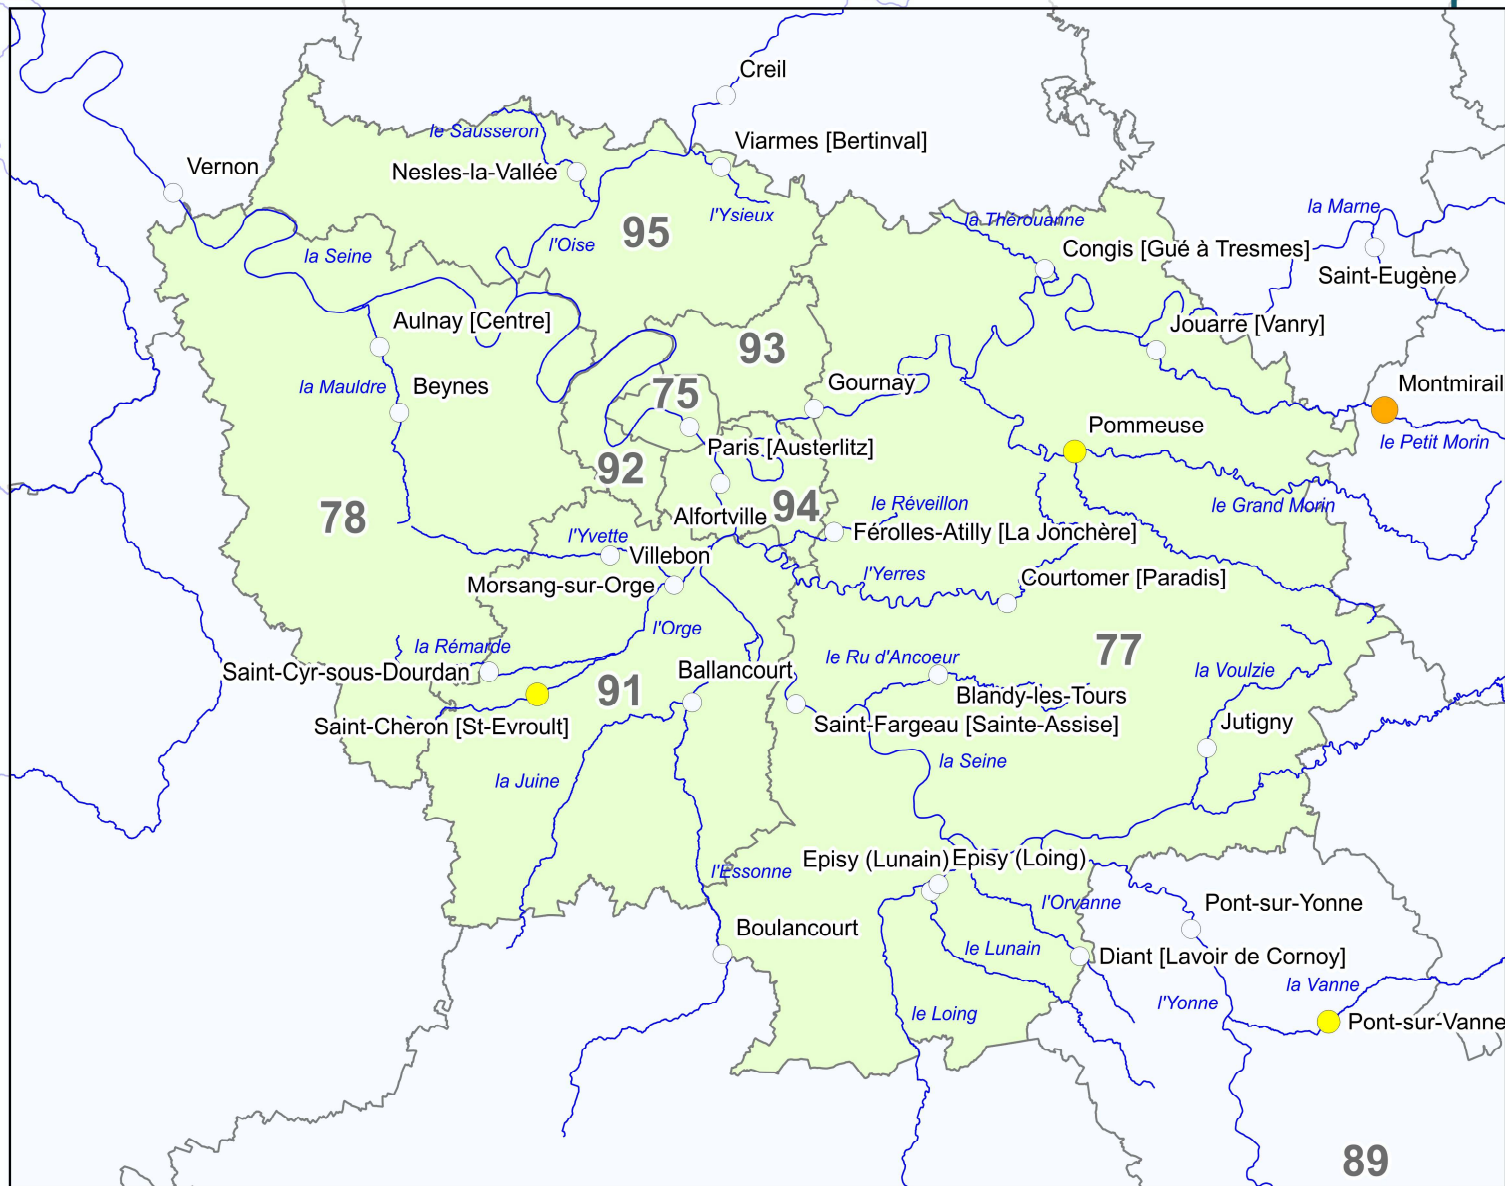 Creil
le Sausseron
Viarmes [Bertinval]
Vernon
Nesles-la-Vallée
l'Ysieux
la Marne
la Thérouanne
95
l'Oise
la Seine
Congis [Gué à Tresmes]
Saint-Eugène
Aulnay [Centre]
Jouarre [Vanry]
93
la Mauldre
Beynes
75
Gournay
Montmirail
Pommeuse
le Petit Morin
Paris [Austerlitz]
92
94
le Réveillon
le Grand Morin
78
Alfortville
l'Yvette
Férolles-Atilly [La Jonchère]
Villebon
Morsang-sur-Orge
l'Yerres
Courtomer [Paradis]
l'Orge
la Rémarde
77
le Ru d'Ancoeur
Saint-Cyr-sous-Dourdan
Ballancourt
la Voulzie
91
Blandy-les-Tours
Saint-Cheron [St-Evroult]
Saint-Fargeau [Sainte-Assise]
Jutigny
la Juine
la Seine
Episy (Lunain)
Episy (Loing)
l'Essonne
l'Orvanne
Pont-sur-Yonne
Boulancourt
le Lunain
Diant [Lavoir de Cornoy]
la Vanne
l'Yonne
le Loing
Pont-sur-Vanne
89